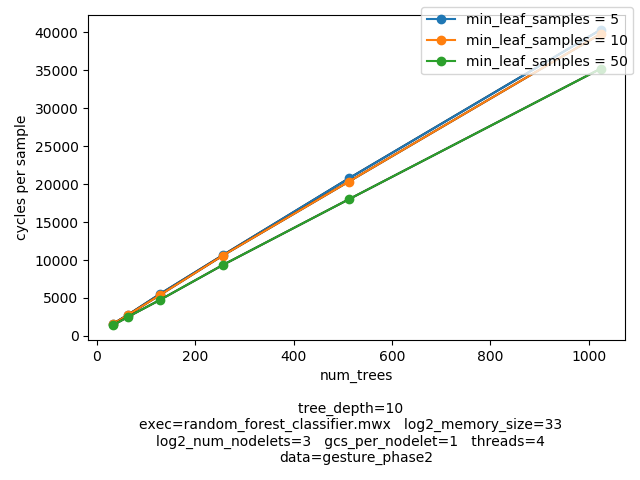 min_leaf_samples = 5
min_leaf_samples = 10
min_leaf_samples = 50
40000
35000
30000
25000
20000
15000
10000
5000
0
cycles per sample
0 200 400 600 800 1000
num_trees
tree_depth=10
exec=random_forest_classifier.mwx log2_memory_size=33
log2_num_nodelets=3 gcs_per_nodelet=1 threads=4
data=gesture_phase2